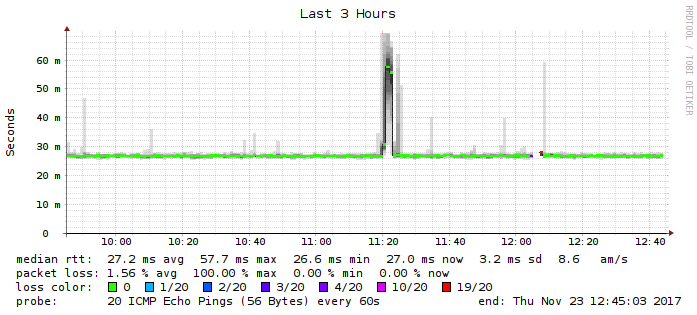 Last 3 Hours
RRDTOOL / TOBI OETIKER
Seconds
60 m
50 m
40 m
30 m
20 m
10 m
0
10:00 10:20 10:40 11:00 11:20 11:40 12:00 12:20 12:40
median rtt: 27.2 ms avg 57.7 ms max 26.6 ms min 27.0 ms now 3.2 ms sd 8.6 am/s
packet loss: 1.56 % avg 100.00 % max 0.00 % min 0.00 % now
loss color: 0 1/20 2/20 3/20 4/20 10/20 19/20
probe: 20 ICMP Echo Pings (56 Bytes) every 60s end: Thu Nov 23 12:45:03 2017